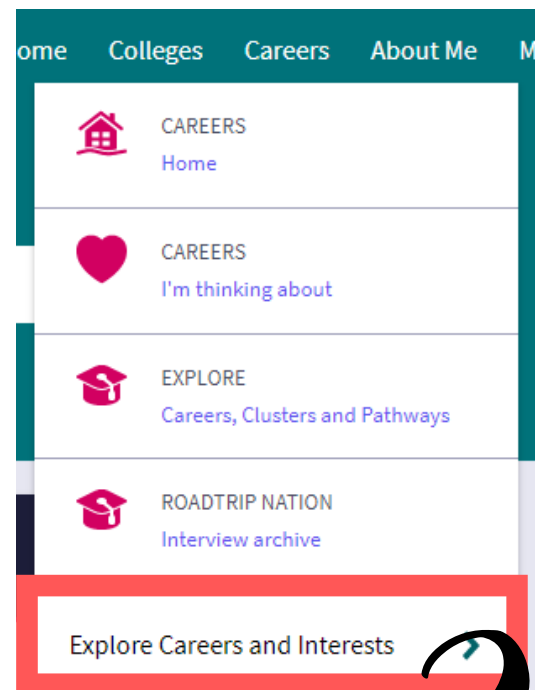 ome Colleges Careers About Me M
CAREERS
Home
CAREERS
I'm thinking about
EXPLORE
Careers, Clusters and Pathways
ROADTRIP NATION
Interview archive
Explore Careers and Interests